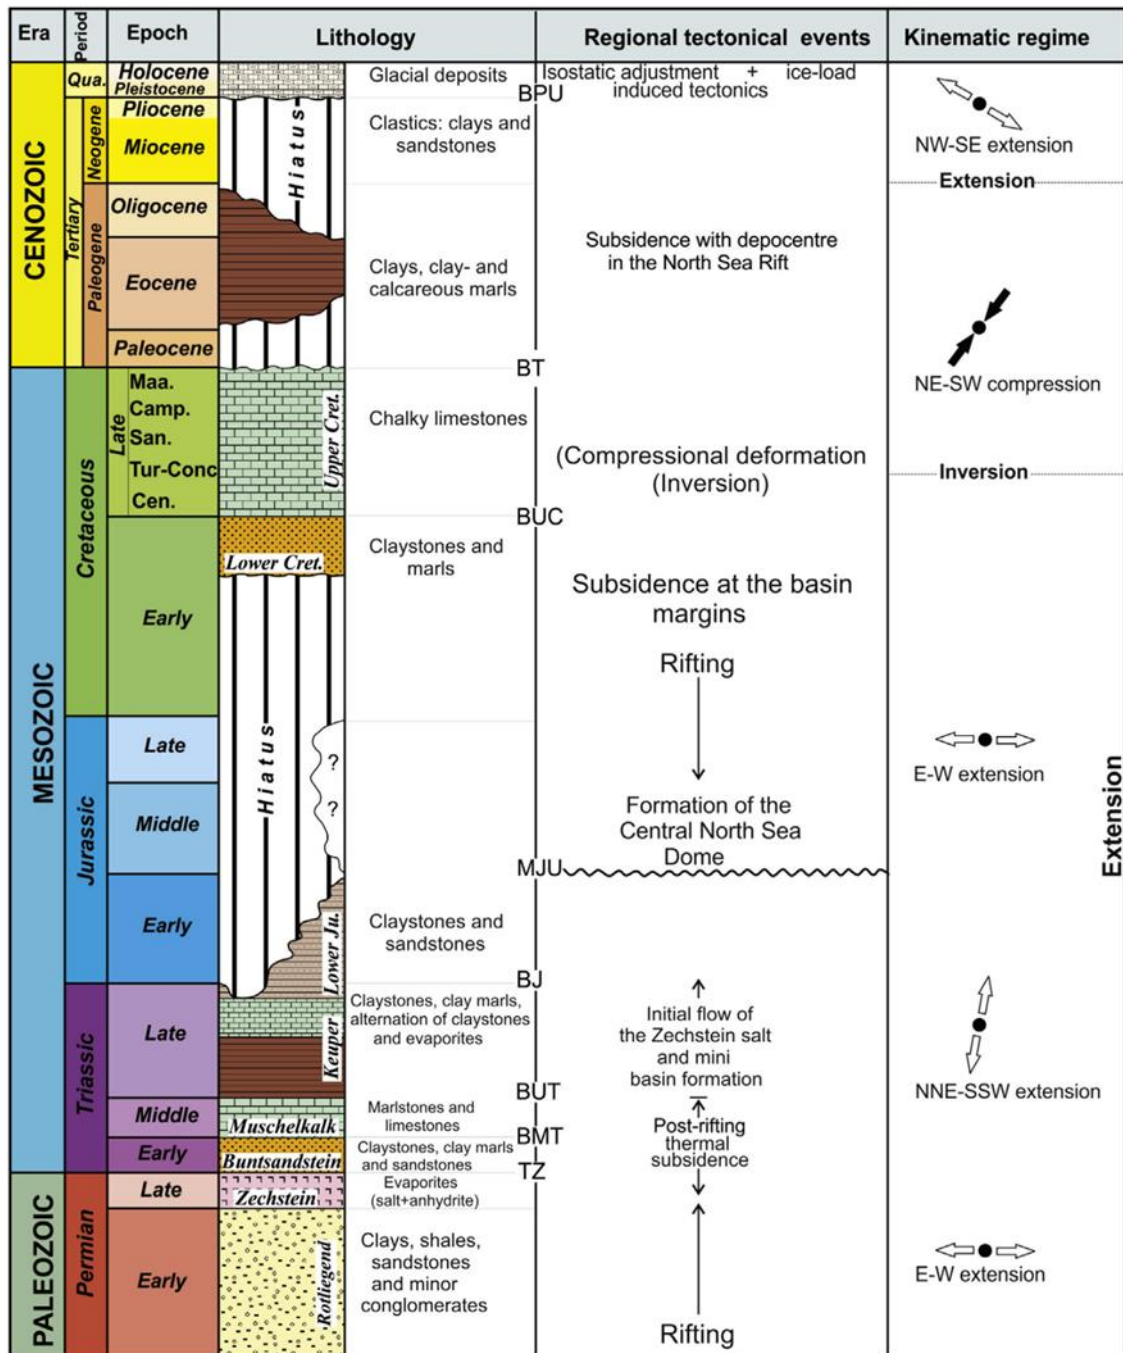 Era
Period
Epoch
Lithology
Regional tectonical events
Kinematic regime
CENOZOIC
MESOZOIC
PALEOZOIC
Qua.
Tertiary
Neogene
Paleogene
Cretaceous
Jurassic
Triassic
Permian
Holocene
Pleistocene
Pliocene
Miocene
Oligocene
Eocene
Paleocene
Late
Maa.
Camp.
San.
Tur-Conc
Cen.
Early
Late
Middle
Early
Late
Middle
Early
Late
Early
Hiatus
Upper Cret.
Lower Cret.
Hiatus
?
?
Lower Ju.
Keuper
Muschelkalk
Buntsandstein
Zechstein
Rotliegend
Glacial deposits
BPU
Clastics: clays and
sandstones
Clays, clay- and
calcareous marls
BT
Chalky limestones
BUC
Claystones and
marls
MJU
Claystones and
sandstones
BJ
Claystones, clay marls,
alternation of claystones
and evaporites
BUT
Marlstones and
limestones
BMT
Claystones, clay marls
and sandstones
TZ
Evaporites
(salt+anhydrite)
Clays, shales,
sandstones
and minor
conglomerates
Isostatic adjustment + ice-load
induced tectonics
Subsidence with depocentre
in the North Sea Rift
(Compressional deformation
(Inversion)
Subsidence at the basin
margins
Rifting
Formation of the
Central North Sea
Dome
Initial flow of
the Zechstein salt
and mini
basin formation
Post-rifting
thermal
subsidence
Rifting
NW-SE extension
Extension
NE-SW compression
Inversion
E-W extension
Extension
NNE-SSW extension
E-W extension